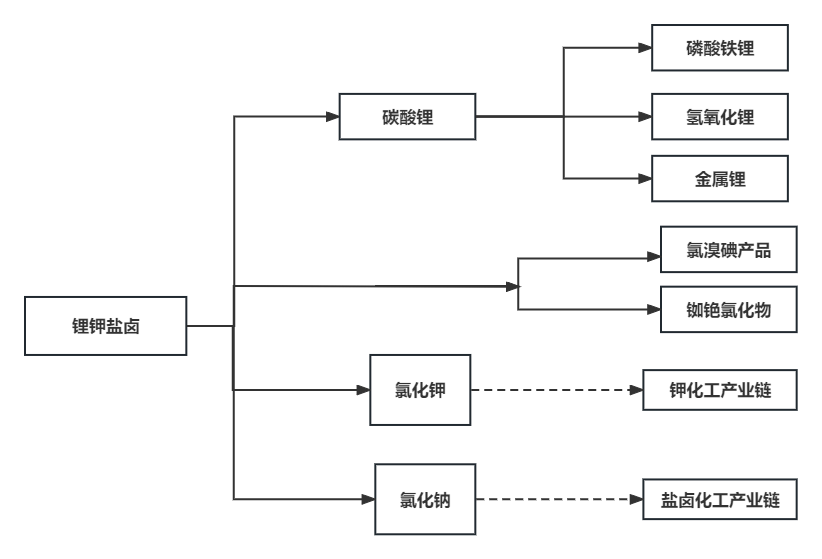 磷酸铁锂
碳酸锂
氢氧化锂
金属锂
氯溴碘产品
锂钾盐卤
铷铯氯化物
氯化钾
钾化工产业链
氯化钠
盐卤化工产业链